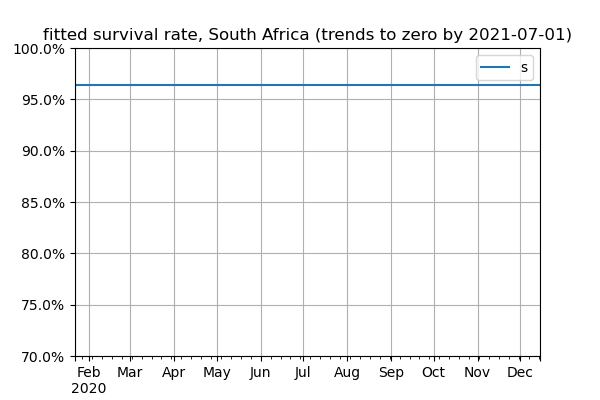 fitted survival rate, South Africa (trends to zero by 2021-07-01)
100.0%
s
95.0%
90.0%
85.0%
80.0%
75.0%
70.0%
Feb Mar Apr May Jun Jul Aug Sep Oct Nov Dec
2020